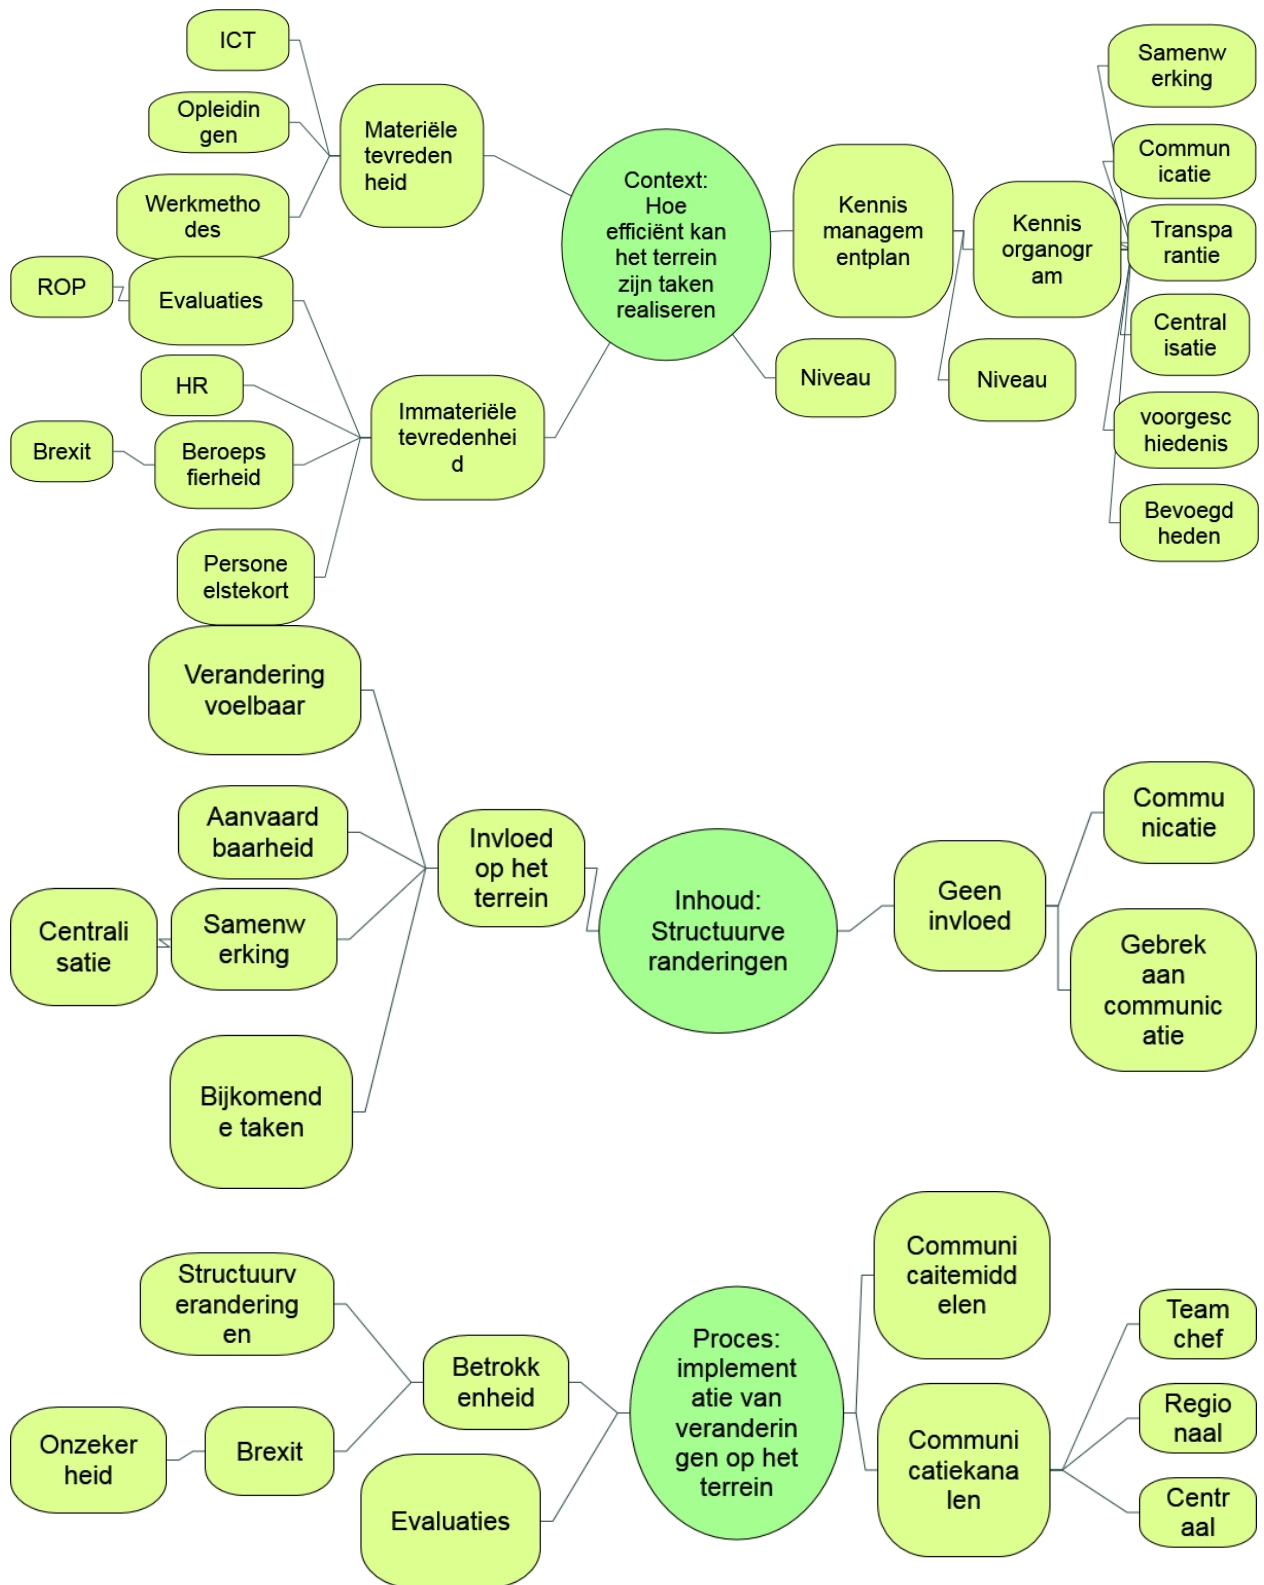 ICT
Opleidin
gen
Werkmetho
des
Materiële
tevreden
heid
ROP
Evaluaties
HR
Brexit
Beroeps
fierheid
Persone
elstekort
Immateriële
tevredenhei
d
Context:
Hoe
efficiënt kan
het terrein
zijn taken
realiseren
Kennis
managem
entplan
Niveau
Kennis
organogr
am
Niveau
Samenw
erking
Commun
icatie
Transpa
rantie
Central
isatie
voorgesc
hiedenis
Bevoegd
heden
Verandering
voelbaar
Aanvaard
baarheid
Centrali
satie
Samenw
erking
Bijkomend
e taken
Invloed
op het
terrein
Inhoud:
Structuurve
randeringen
Geen
invloed
Commu
nicatie
Gebrek
aan
communic
atie
Structuurv
erandering
en
Onzeker
heid
Brexit
Betrokk
enheid
Evaluaties
Proces:
implement
atie van
veranderin
gen op het
terrein
Communi
caitemidd
elen
Communi
catiekana
len
Team
chef
Regio
naal
Centr
aal